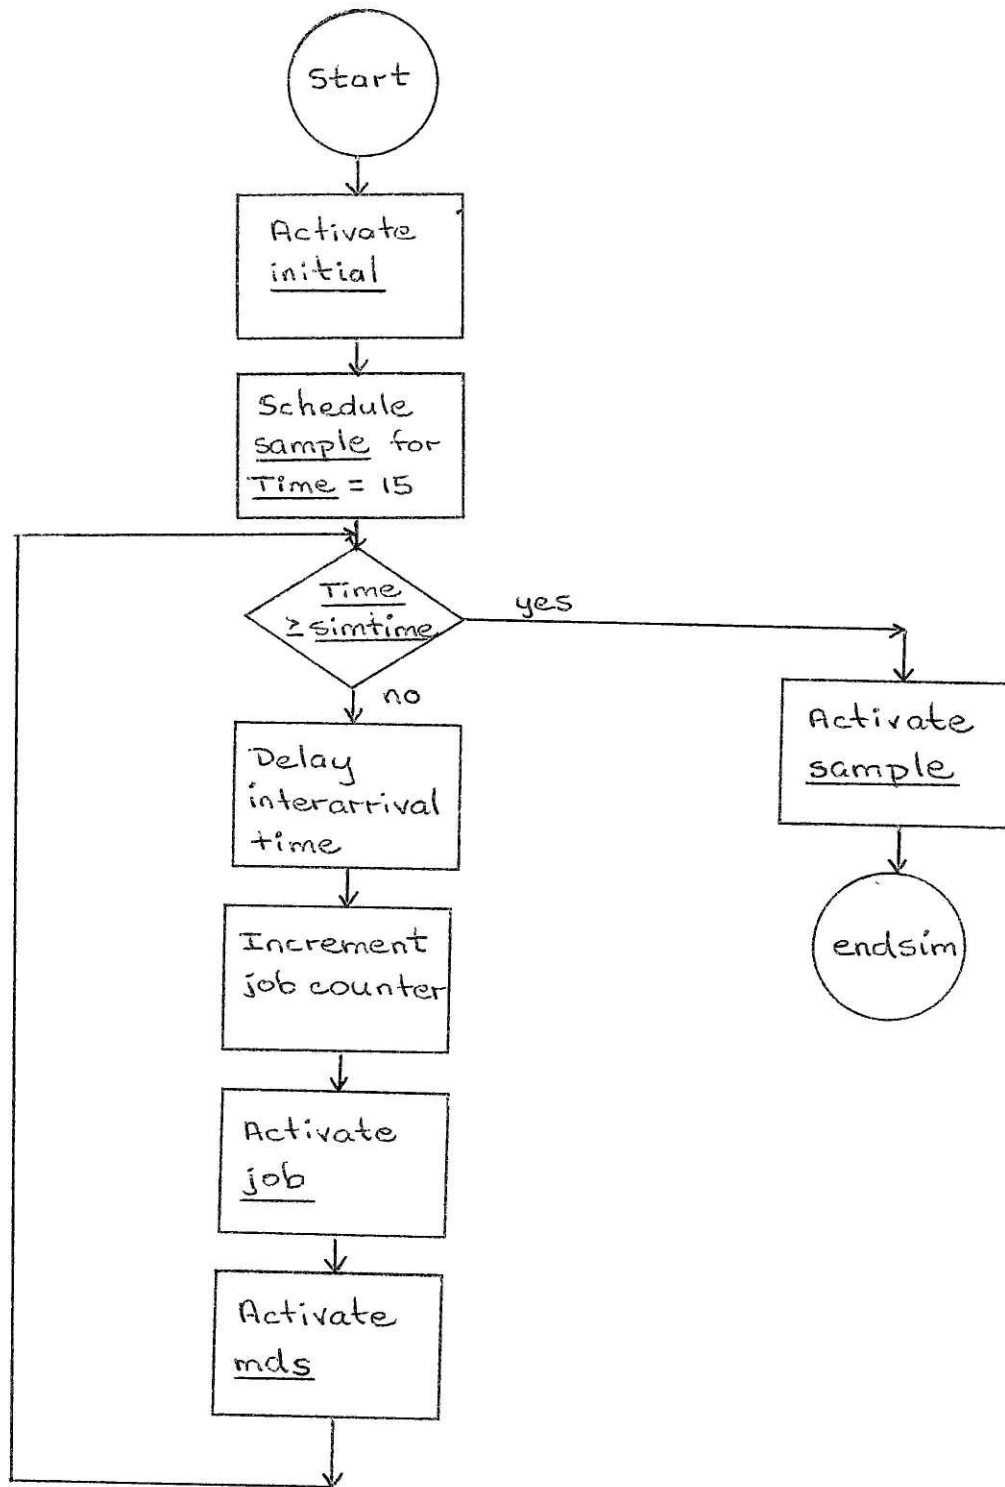 Start
Activate
initial
Schedule
sample for
Time = 15
Time
≥ simtime
yes
no
Delay
interarrival
time
Increment
job counter
Activate
job
Activate
mds
Activate
sample
endsim